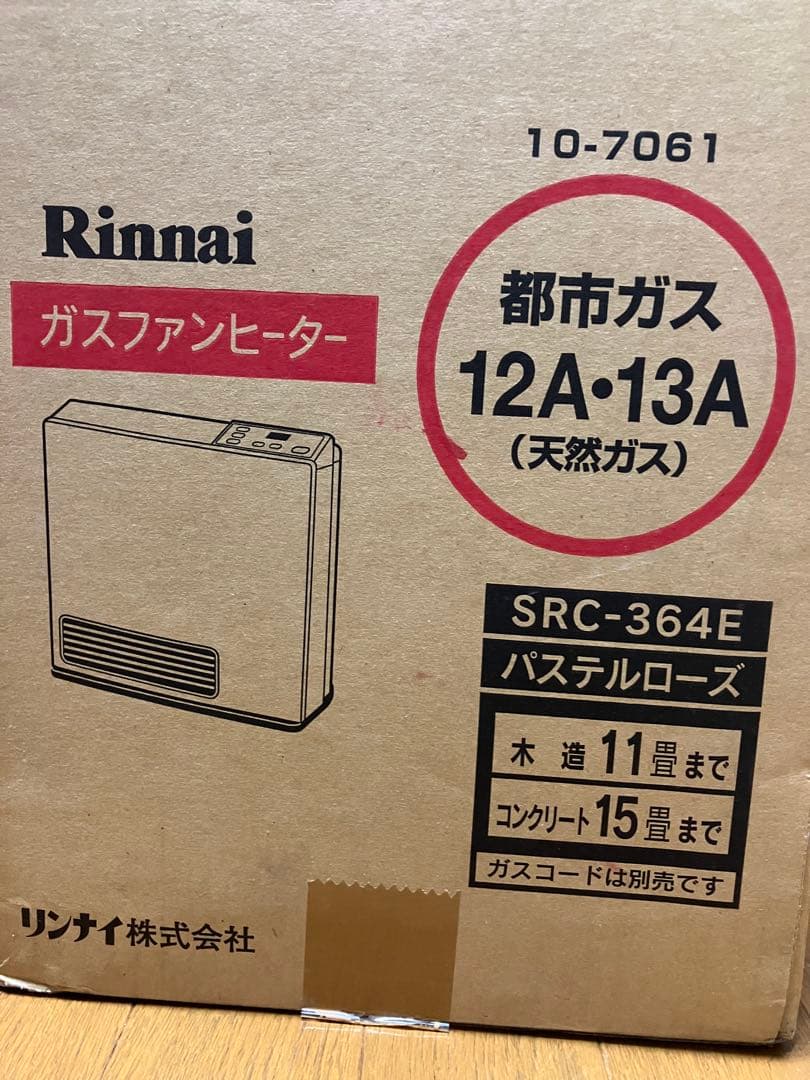 10-7061
Rinnai
ガスファンヒーター
都市ガス
12A・13A
(天然ガス)
SRC-364E
パステルローズ
木造 11畳まで
コンクリート 15畳まで
ガスコードは別売です
リンナイ株式会社